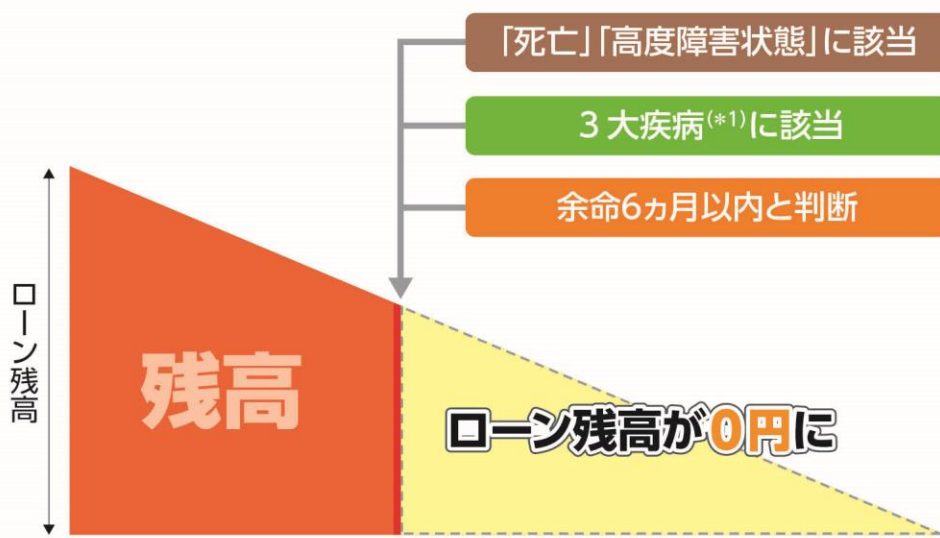 「死亡」「高度障害状態」に該当
3大疾病(*1)に該当
余命6ヵ月以内と判断
ローン残高
残高
ローン残高が0円に